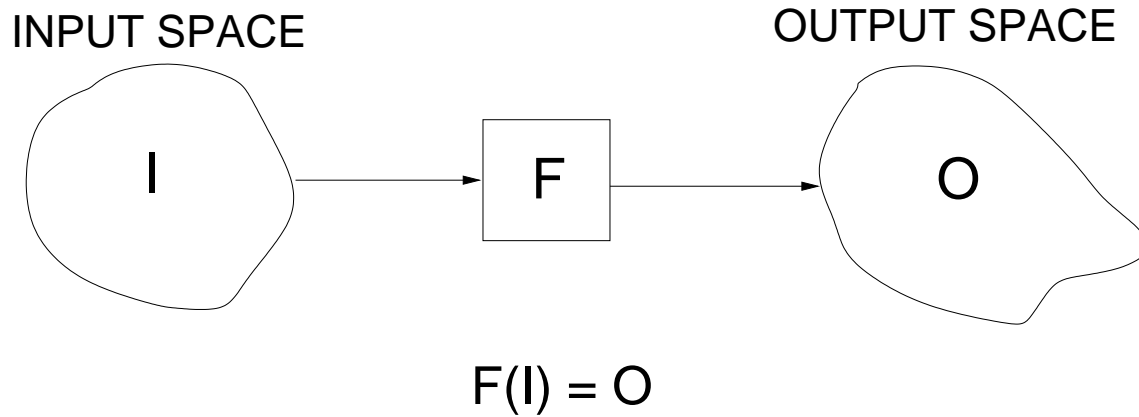 INPUT SPACE
OUTPUT SPACE
I
F
O
F(I) = O